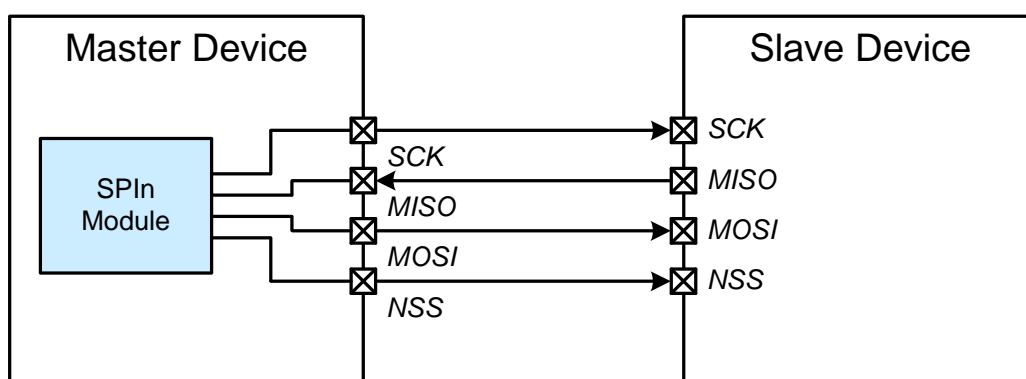 Master Device
Slave Device
SPIn
Module
SCK
MISO
MOSI
NSS
SCK
MISO
MOSI
NSS